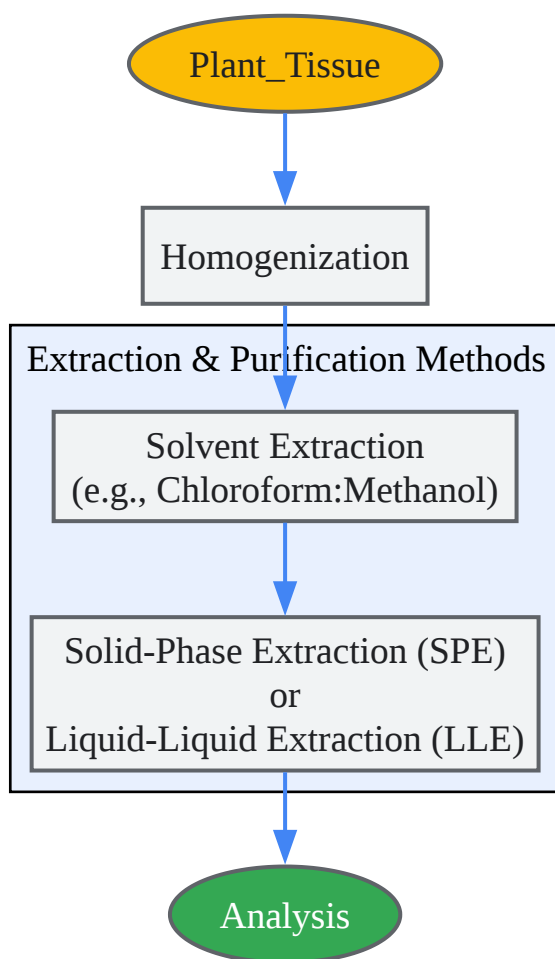 Plant_Tissue
Homogenization
Extraction & Purification Methods
Solvent Extraction
(e.g., Chloroform:Methanol)
Solid-Phase Extraction (SPE)
or
Liquid-Liquid Extraction (LLE)
Analysis